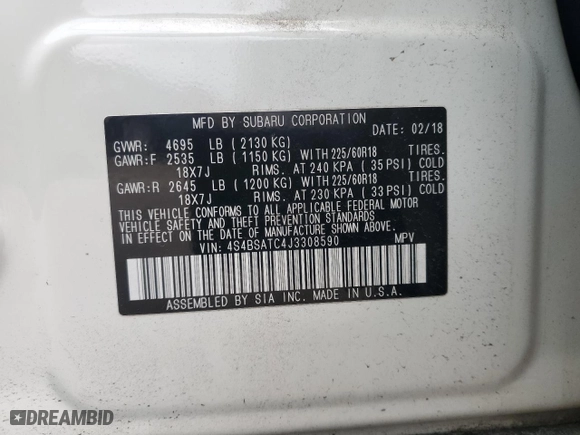 MFD BY SUBARU CORPORATION
DATE: 02/18
GVWR: 4695 LB (2130 KG)
GAWR:F 2535 LB (1150 KG) WITH 225/60R18 TIRES.
18X7J RIMS. AT 240 KPA (35 PSI) COLD
GAWR:R 2645 LB (1200 KG) WITH 225/60R18 TIRES.
18X7J RIMS. AT 230 KPA (33 PSI) COLD
THIS VEHICLE CONFORMS TO ALL APPLICABLE FEDERAL MOTOR
VEHICLE SAFETY AND THEFT PREVENTION STANDARDS
IN EFFECT ON THE DATE OF MANUFACTURE SHOWN ABOVE.
VIN: 4S4BSATC4J3308590 MPV
ASSEMBLED BY SIA INC. MADE IN U.S.A.
DREAMBID